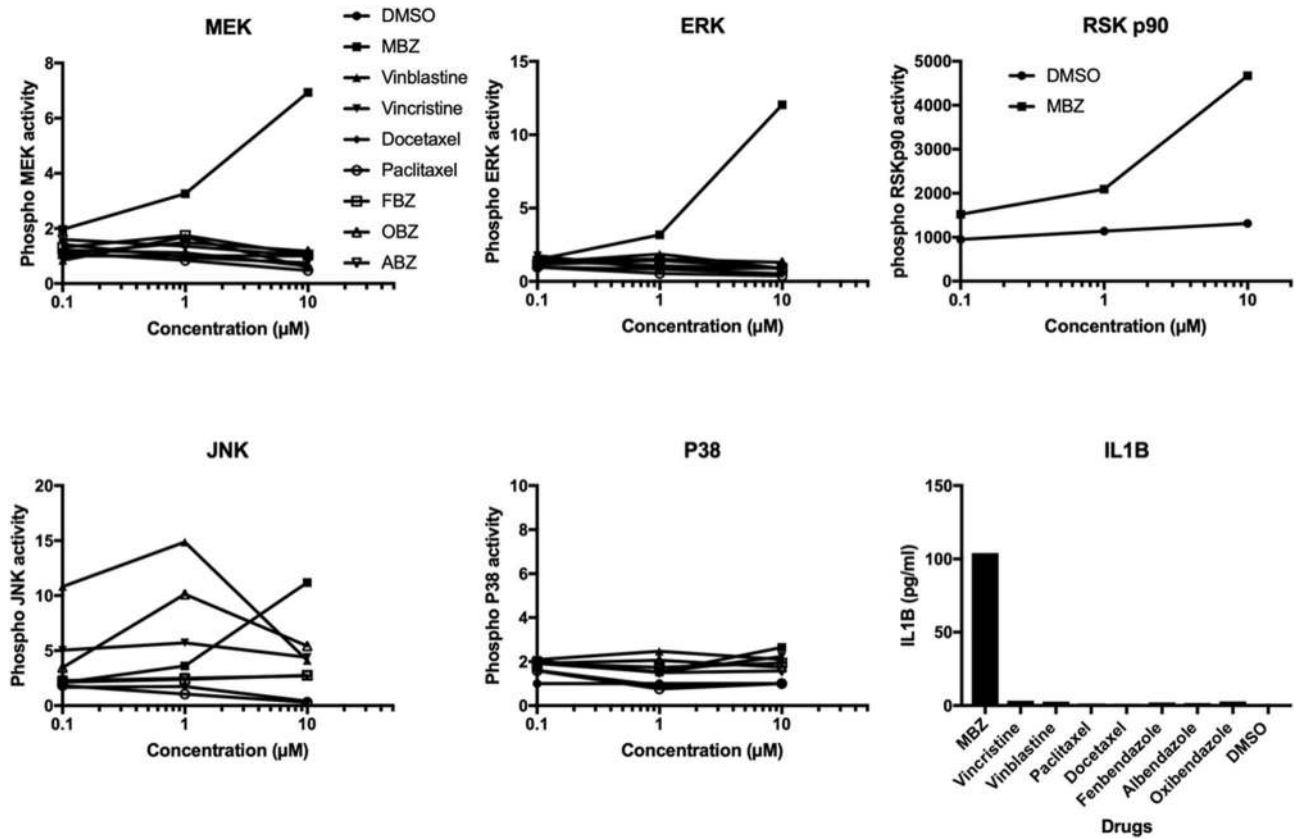 MEK
Phospho MEK activity
8
6
4
2
0
0.1 1 10
Concentration (µM)
DMSO
MBZ
Vinblastine
Vincristine
Docetaxel
Paclitaxel
FBZ
OBZ
ABZ
ERK
Phospho ERK activity
15
10
5
0
0.1 1 10
Concentration (µM)
RSK p90
phospho RSKp90 activity
5000
4000
3000
2000
1000
0
DMSO
MBZ
0.1 1 10
Concentration (µM)
JNK
Phospho JNK activity
20
15
10
5
0
0.1 1 10
Concentration (µM)
P38
Phospho P38 activity
10
8
6
4
2
0
0.1 1 10
Concentration (µM)
IL1B
IL1B (pg/ml)
150
100
50
0
MBZ
Vincristine
Vinblastine
Paclitaxel
Docetaxel
Fenbendazole
Albendazole
Oxibendazole
DMSO
Drugs